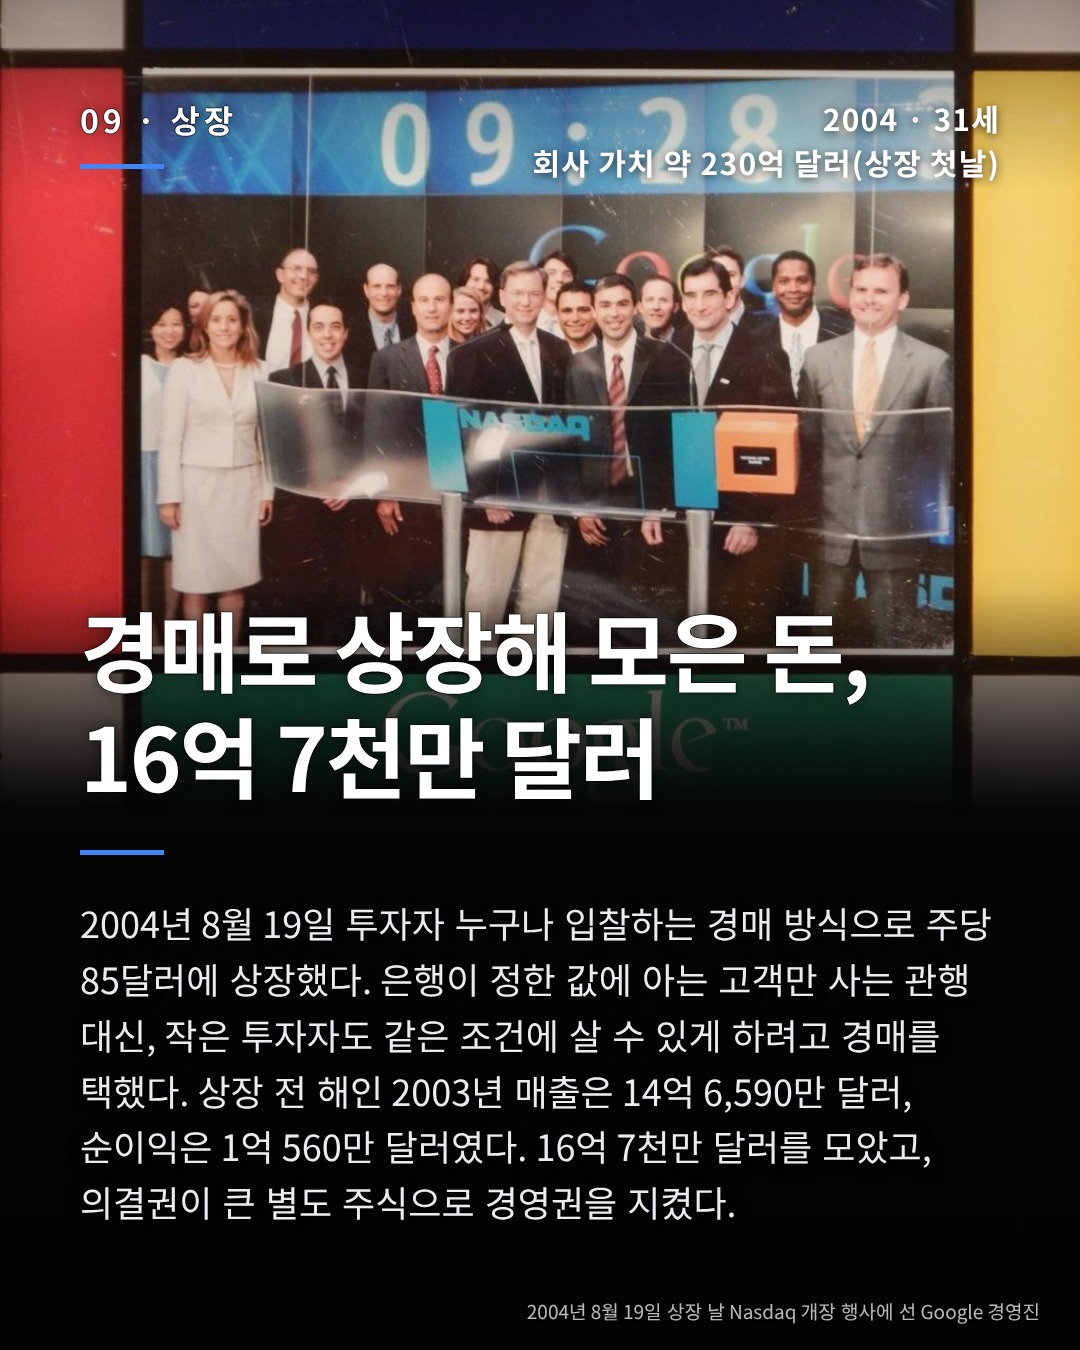 09 · 상장
2004 · 31세
회사 가치 약 230억 달러(상장 첫날)
09:28
Google
NASDAQ
경매로 상장해 모은 돈,
16억 7천만 달러
Google™
2004년 8월 19일 투자자 누구나 입찰하는 경매 방식으로 주당
85달러에 상장했다. 은행이 정한 값에 아는 고객만 사는 관행
대신, 작은 투자자도 같은 조건에 살 수 있게 하려고 경매를
택했다. 상장 전 해인 2003년 매출은 14억 6,590만 달러,
순이익은 1억 560만 달러였다. 16억 7천만 달러를 모았고,
의결권이 큰 별도 주식으로 경영권을 지켰다.
2004년 8월 19일 상장 날 Nasdaq 개장 행사에 선 Google 경영진